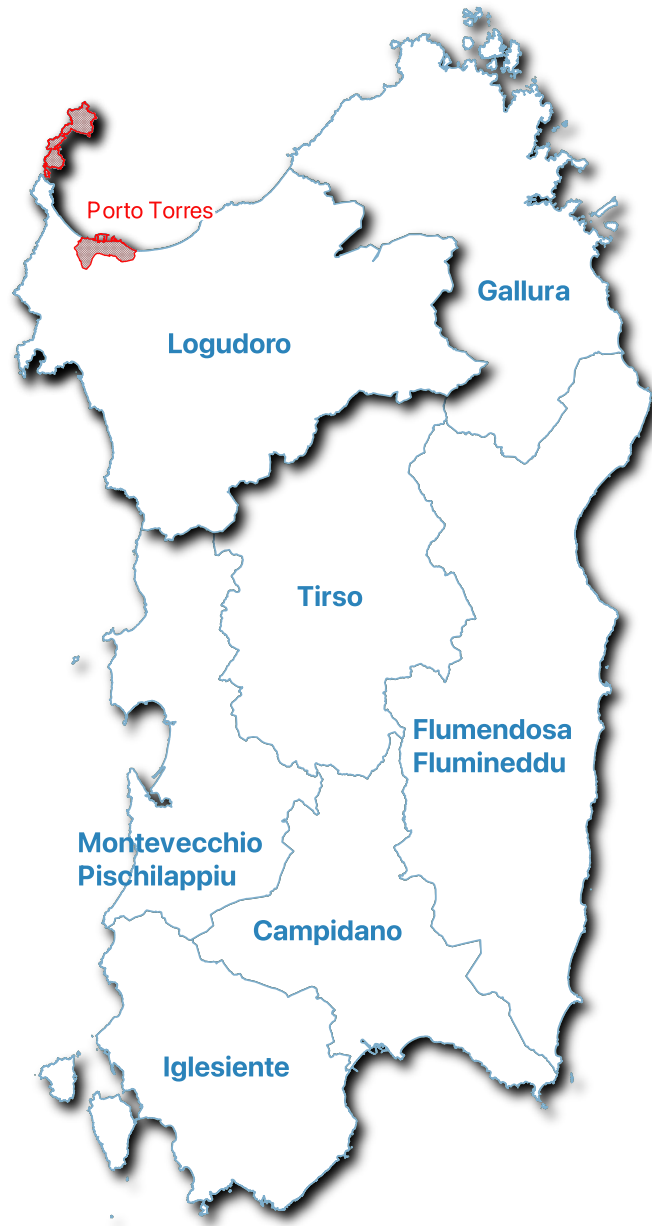 Porto Torres
Gallura
Logudoro
Tirso
Flumendosa
Flumineddu
Montevecchio
Pischilappiu
Campidano
Iglesiente